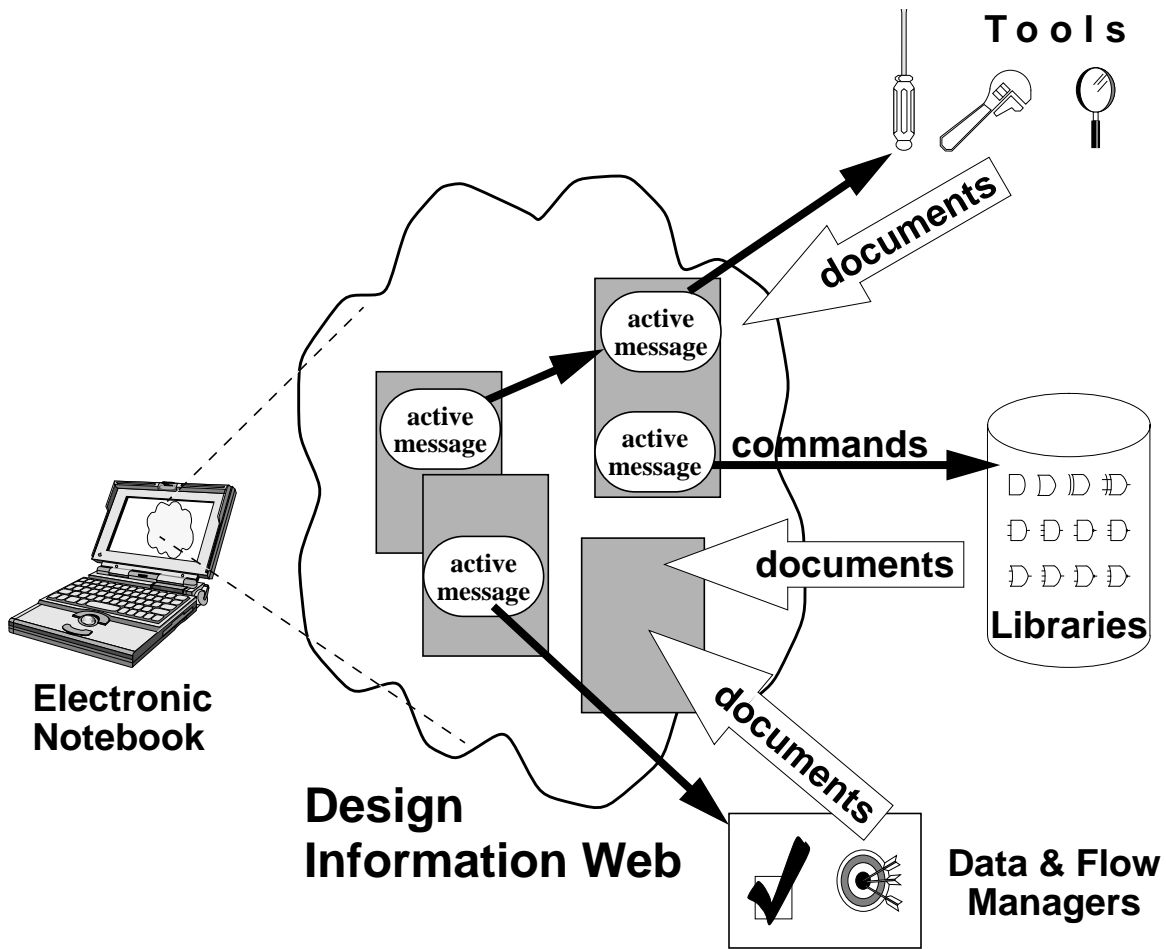 Tools
documents
active
message
active
message
active
message
commands
documents
active
message
Libraries
Electronic
Notebook
documents
Design
Information Web
Data & Flow
Managers